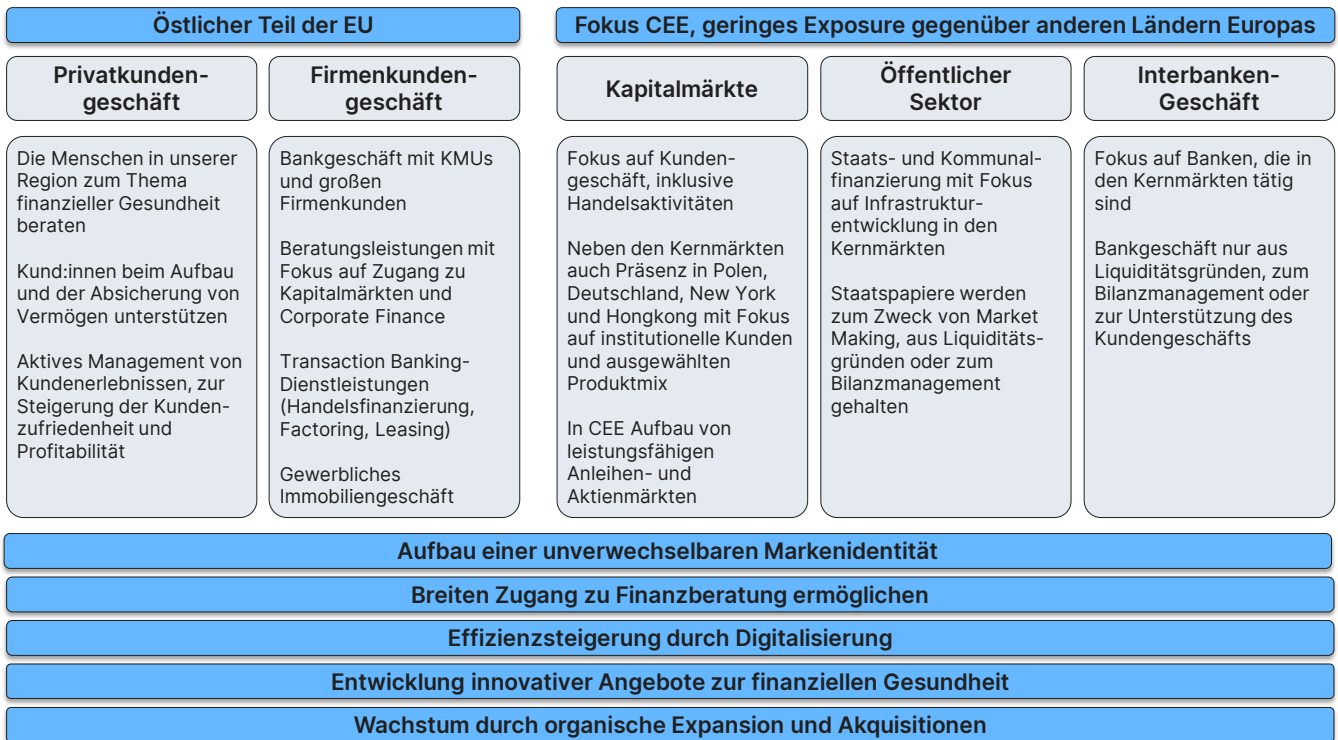 Östlicher Teil der EU
Fokus CEE, geringes Exposure gegenüber anderen Ländern Europas
Privatkunden-
geschäft
Firmenkunden-
geschäft
Kapitalmärkte
Öffentlicher
Sektor
Interbanken-
Geschäft
Die Menschen in unserer
Region zum Thema
finanzieller Gesundheit
beraten
Kund:innen beim Aufbau
und der Absicherung von
Vermögen unterstützen
Aktives Management von
Kundenerlebnissen, zur
Steigerung der Kunden-
zufriedenheit und
Profitabilität
Bankgeschäft mit KMUs
und großen
Firmenkunden
Beratungsleistungen mit
Fokus auf Zugang zu
Kapitalmärkten und
Corporate Finance
Transaction Banking-
Dienstleistungen
(Handelsfinanzierung,
Factoring, Leasing)
Gewerbliches
Immobiliengeschäft
Fokus auf Kunden-
geschäft, inklusive
Handelsaktivitäten
Neben den Kernmärkten
auch Präsenz in Polen,
Deutschland, New York
und Hongkong mit Fokus
auf institutionelle Kunden
und ausgewählten
Produktmix
In CEE Aufbau von
leistungsfähigen
Anleihen- und
Aktienmärkten
Staats- und Kommunal-
finanzierung mit Fokus
auf Infrastruktur-
entwicklung in den
Kernmärkten
Staatspapiere werden
zum Zweck von Market
Making, aus Liquiditäts-
gründen oder zum
Bilanzmanagement
gehalten
Fokus auf Banken, die in
den Kernmärkten tätig
sind
Bankgeschäft nur aus
Liquiditätsgründen, zum
Bilanzmanagement oder
zur Unterstützung des
Kundengeschäfts
Aufbau einer unverwechselbaren Markenidentität
Breiten Zugang zu Finanzberatung ermöglichen
Effizienzsteigerung durch Digitalisierung
Entwicklung innovativer Angebote zur finanziellen Gesundheit
Wachstum durch organische Expansion und Akquisitionen